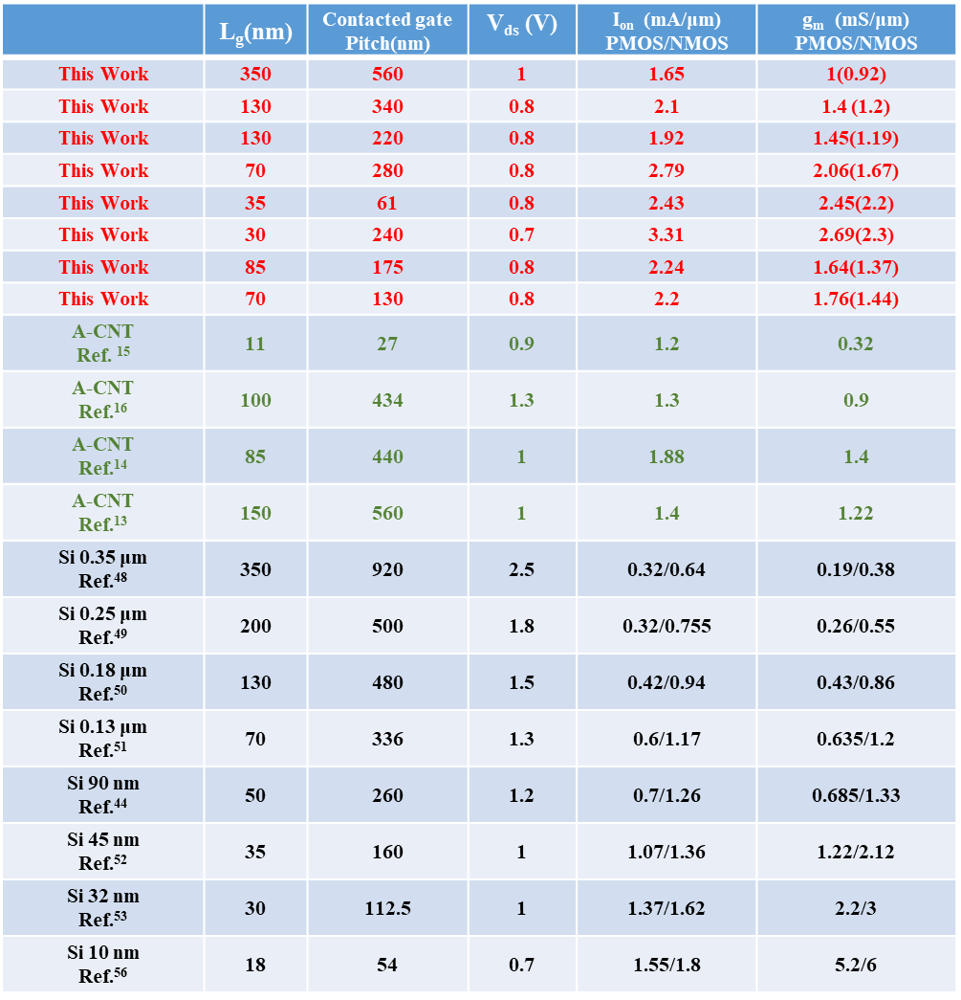 L_g(nm) Contacted gate Pitch(nm) V_ds (V) I_on (mA/μm) PMOS/NMOS g_m (mS/μm) PMOS/NMOS
This Work 350 560 1 1.65 1(0.92)
This Work 130 340 0.8 2.1 1.4 (1.2)
This Work 130 220 0.8 1.92 1.45(1.19)
This Work 70 280 0.8 2.79 2.06(1.67)
This Work 35 61 0.8 2.43 2.45(2.2)
This Work 30 240 0.7 3.31 2.69(2.3)
This Work 85 175 0.8 2.24 1.64(1.37)
This Work 70 130 0.8 2.2 1.76(1.44)
A-CNT Ref. 15 11 27 0.9 1.2 0.32
A-CNT Ref.16 100 434 1.3 1.3 0.9
A-CNT Ref.14 85 440 1 1.88 1.4
A-CNT Ref.13 150 560 1 1.4 1.22
Si 0.35 μm Ref.48 350 920 2.5 0.32/0.64 0.19/0.38
Si 0.25 μm Ref.49 200 500 1.8 0.32/0.755 0.26/0.55
Si 0.18 μm Ref.50 130 480 1.5 0.42/0.94 0.43/0.86
Si 0.13 μm Ref.51 70 336 1.3 0.6/1.17 0.635/1.2
Si 90 nm Ref.44 50 260 1.2 0.7/1.26 0.685/1.33
Si 45 nm Ref.52 35 160 1 1.07/1.36 1.22/2.12
Si 32 nm Ref.53 30 112.5 1 1.37/1.62 2.2/3
Si 10 nm Ref.56 18 54 0.7 1.55/1.8 5.2/6